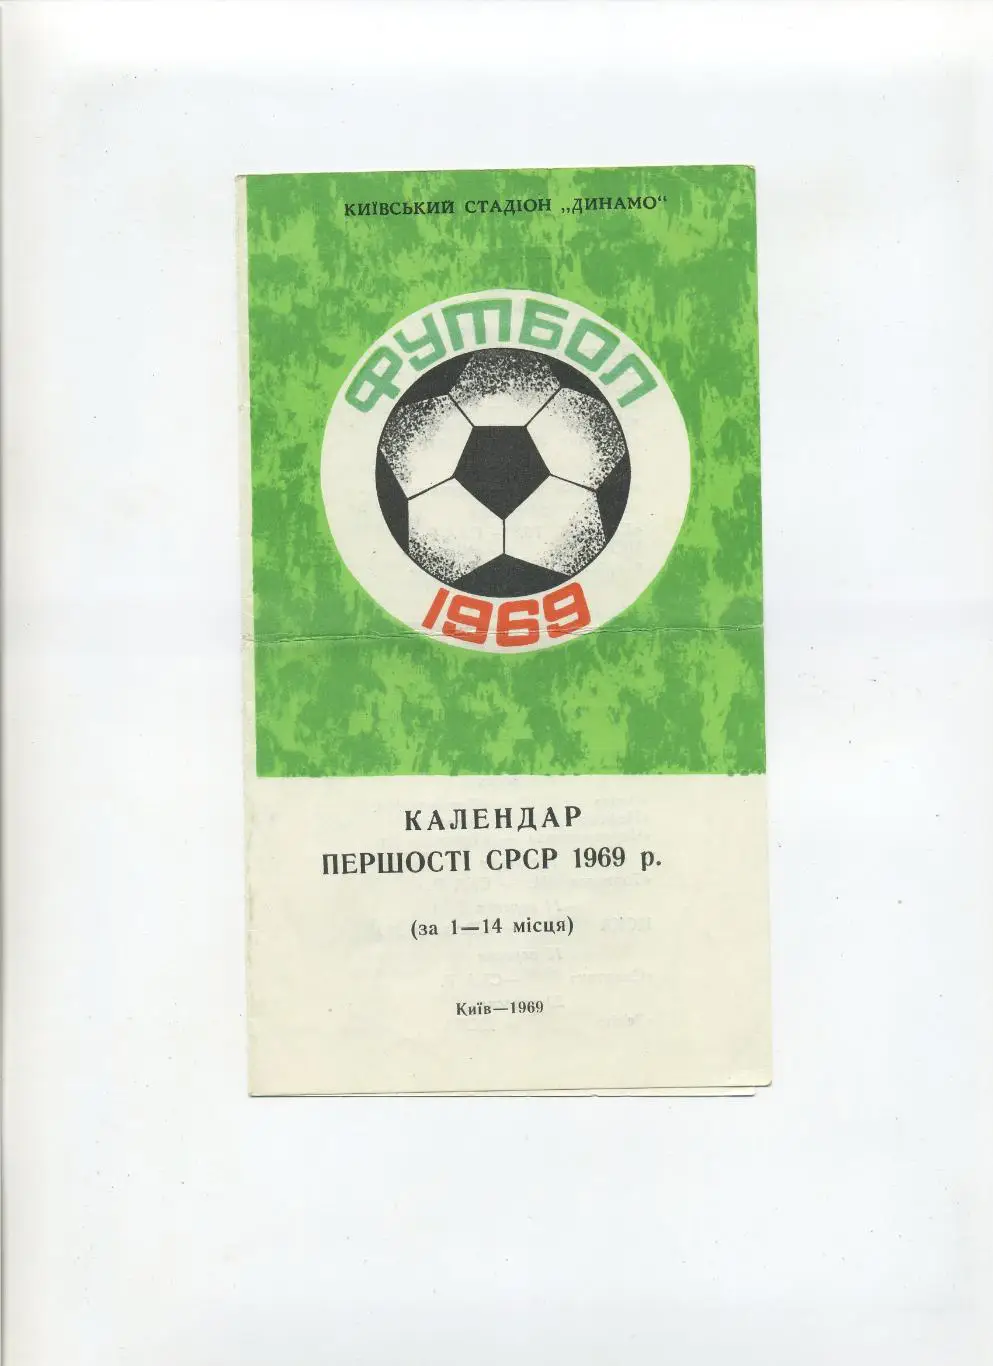 КИЇВСЬКИЙ СТАДІОН „ДИНАМО“
ФУТБОЛ
1969
КАЛЕНДАР
ПЕРШОСТІ СРСР 1969 р.
(за 1—14 місця)
Київ—1969